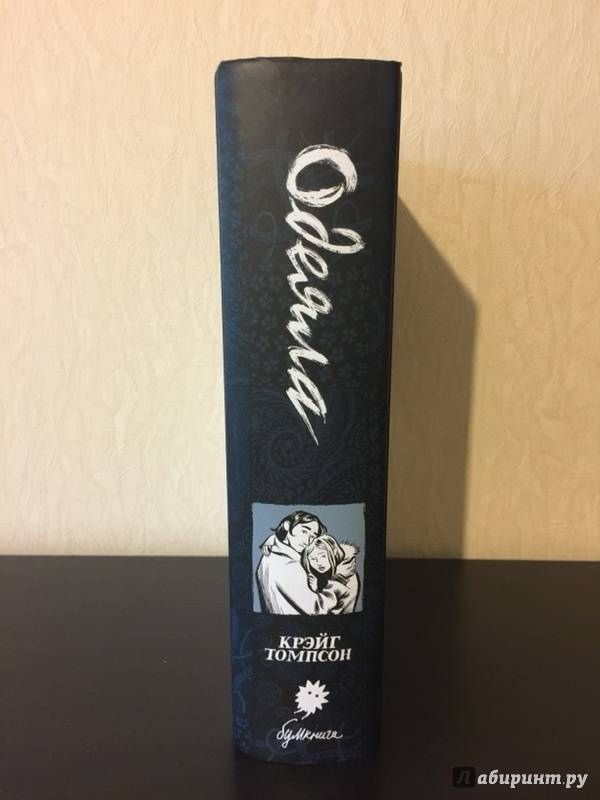 Одеяла
КРЭЙГ
ТОМПСОН
бумкнига
Лабиринт.ру